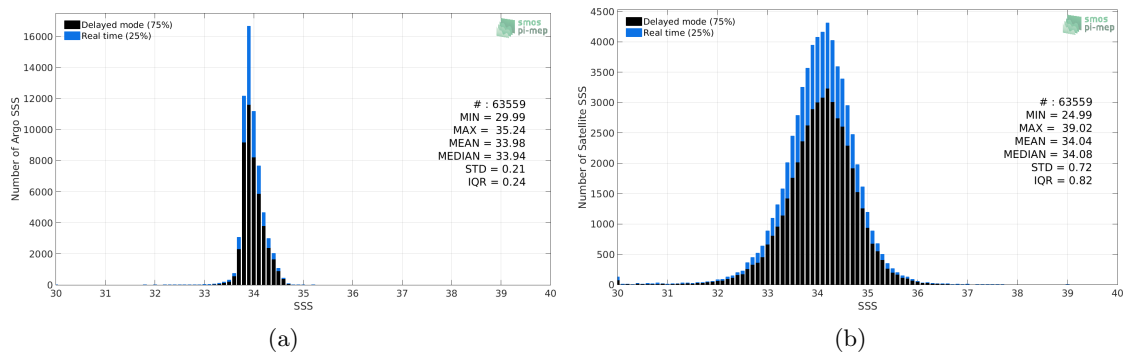 Delayed mode (75%)
Real time (25%)
smos
pi-mep
16000
14000
12000
10000
8000
6000
4000
2000
0
Number of Argo SSS
# : 63559
MIN = 29.99
MAX = 35.24
MEAN = 33.98
MEDIAN = 33.94
STD = 0.21
IQR = 0.24
30 31 32 33 34 35 36 37 38 39 40
SSS
(a)
Delayed mode (75%)
Real time (25%)
smos
pi-mep
4500
4000
3500
3000
2500
2000
1500
1000
500
0
Number of Satellite SSS
# : 63559
MIN = 24.99
MAX = 39.02
MEAN = 34.04
MEDIAN = 34.08
STD = 0.72
IQR = 0.82
30 31 32 33 34 35 36 37 38 39 40
SSS
(b)